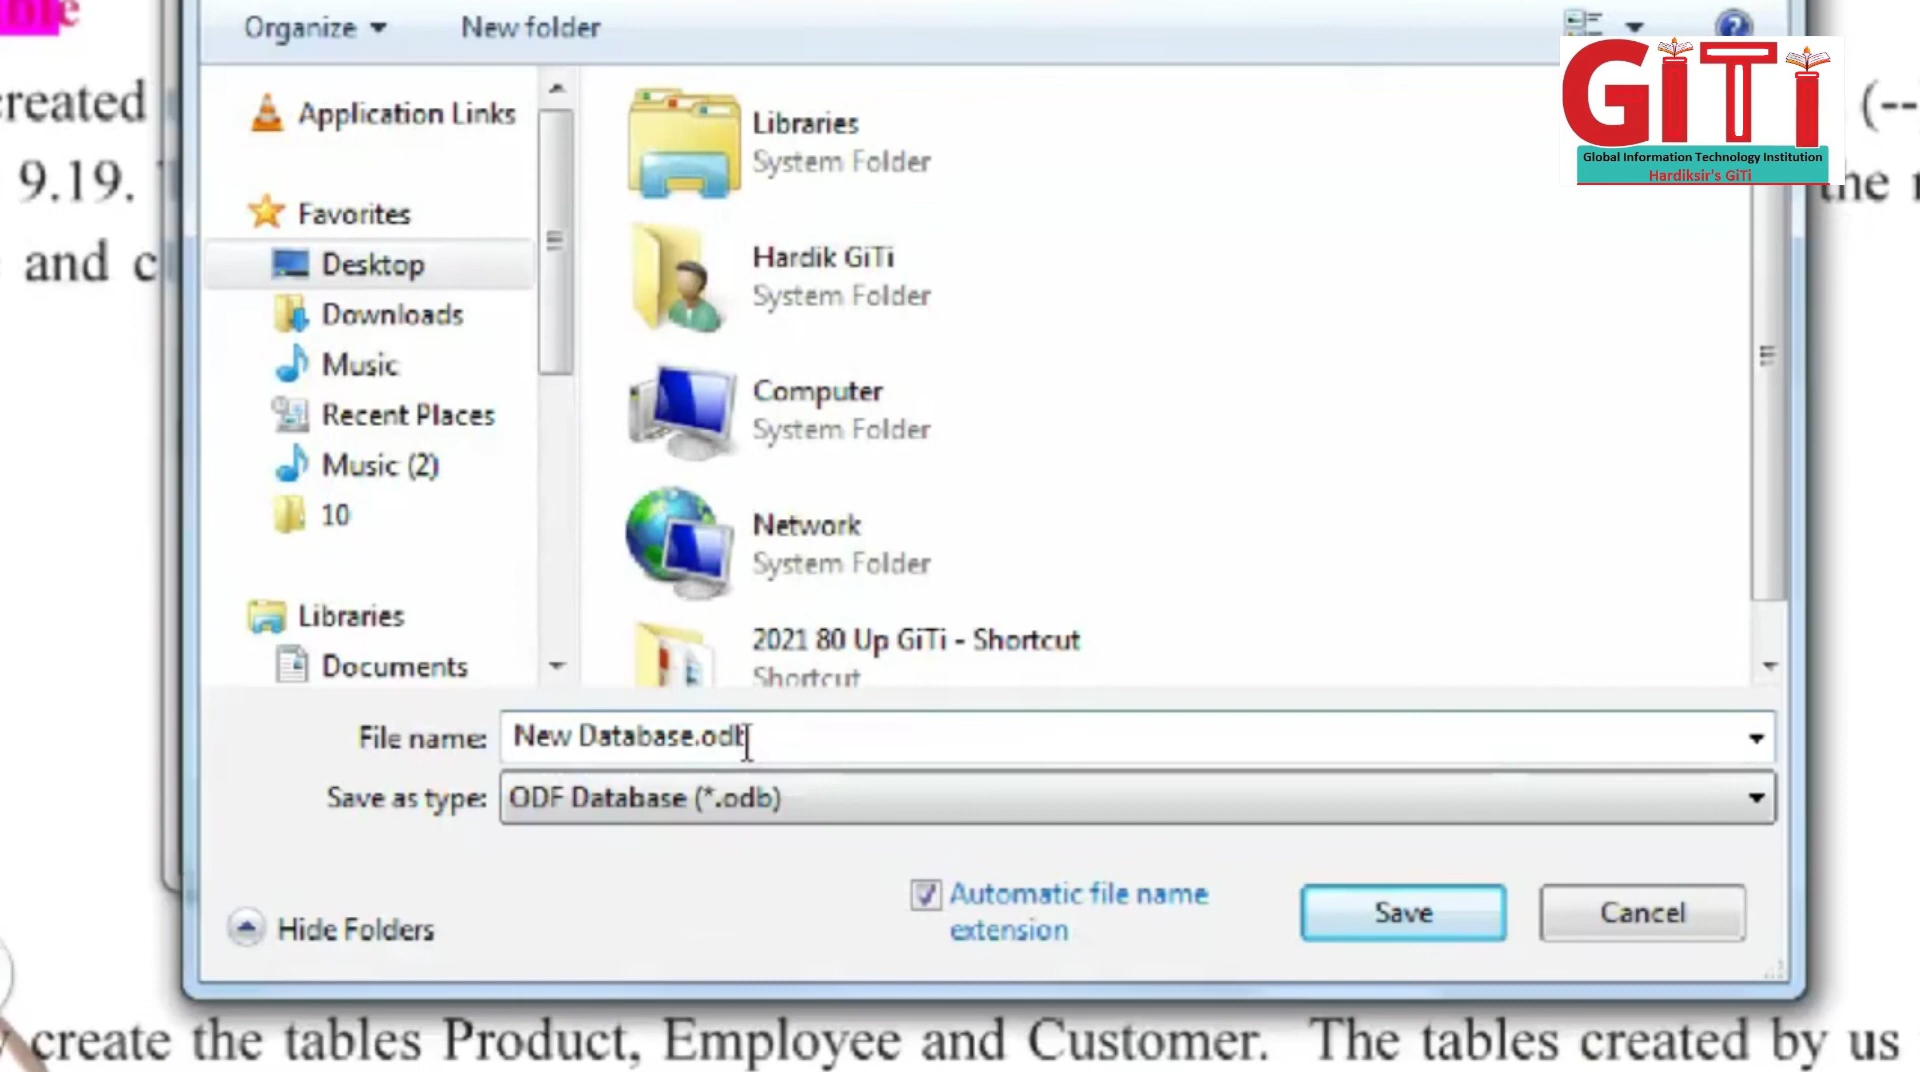 Organize
New folder
GiTi
Global Information Technology Institution
Hardiksir's GiTi
created
(--
9.19.
the
and c
Application Links
Favorites
Desktop
Downloads
Music
Recent Places
Music (2)
10
Libraries
Documents
Libraries
System Folder
Hardik GiTi
System Folder
Computer
System Folder
Network
System Folder
2021 80 Up GiTi - Shortcut
Shortcut
File name: New Database.odb
Save as type: ODF Database (*.odb)
Hide Folders
Automatic file name
extension
Save
Cancel
create the tables Product, Employee and Customer. The tables created by us